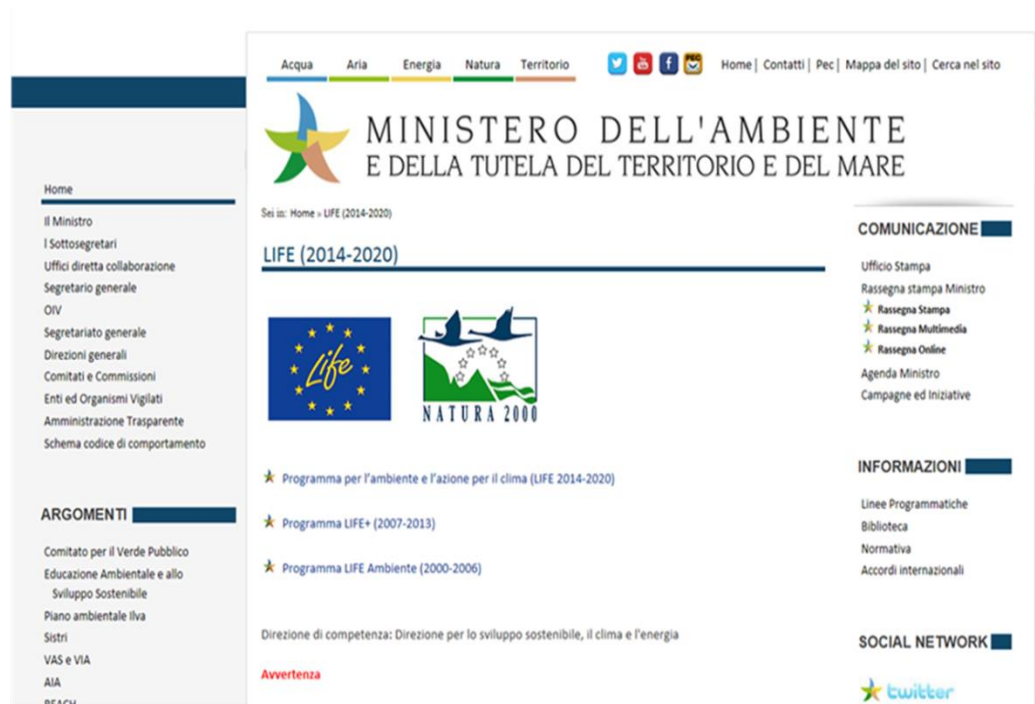 Acqua Aria Energia Natura Territorio PEC Home | Contatti | Pec | Mappa del sito | Cerca nel sito
MINISTERO DELL'AMBIENTE
E DELLA TUTELA DEL TERRITORIO E DEL MARE
Home
Il Ministro
I Sottosegretari
Uffici diretta collaborazione
Segretario generale
OIV
Segretariato generale
Direzioni generali
Comitati e Commissioni
Enti ed Organismi Vigilati
Amministrazione Trasparente
Schema codice di comportamento
ARGOMENTI
Comitato per il Verde Pubblico
Educazione Ambientale e allo
Sviluppo Sostenibile
Piano ambientale Ilva
Sistri
VAS e VIA
AIA
REACH
Sei in: Home » LIFE (2014-2020)
LIFE (2014-2020)
Life
NATURA 2000
Programma per l'ambiente e l'azione per il clima (LIFE 2014-2020)
Programma LIFE+ (2007-2013)
Programma LIFE Ambiente (2000-2006)
Direzione di competenza: Direzione per lo sviluppo sostenibile, il clima e l'energia
Avvertenza
COMUNICAZIONE
Ufficio Stampa
Rassegna stampa Ministro
Rassegna Stampa
Rassegna Multimedia
Rassegna Online
Agenda Ministro
Campagne ed Iniziative
INFORMAZIONI
Linee Programmatiche
Biblioteca
Normativa
Accordi internazionali
SOCIAL NETWORK
twitter